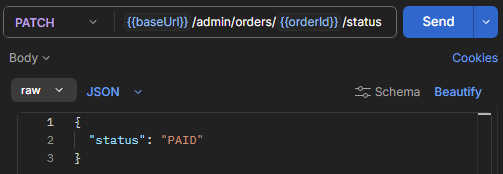 PATCH {{baseUrl}} /admin/orders/ {{orderId}} /status Send
Body Cookies
raw JSON Schema Beautify
1 {
2 "status": "PAID"
3 }